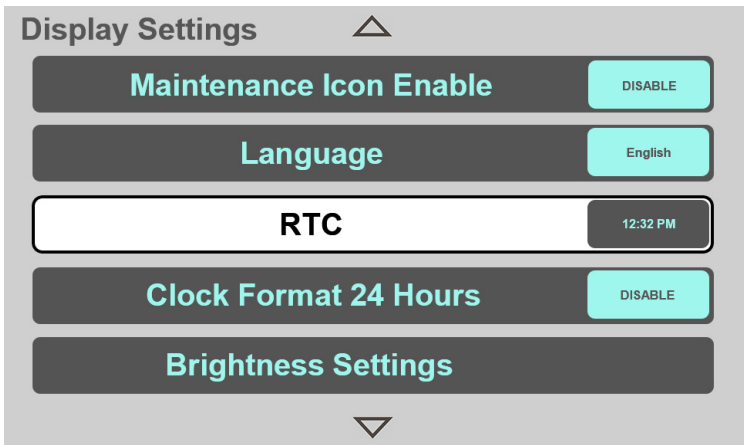 Display Settings
Maintenance Icon Enable DISABLE
Language English
RTC 12:32 PM
Clock Format 24 Hours DISABLE
Brightness Settings